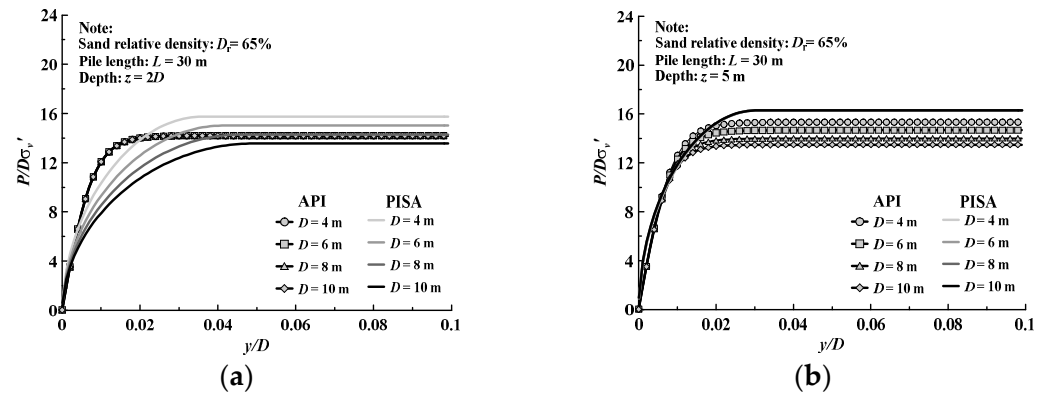 24
20
16
12
8
4
0
P/Dσv'
Note:
Sand relative density: Dr= 65%
Pile length: L = 30 m
Depth: z = 2D
API PISA
D = 4 m D = 4 m
D = 6 m D = 6 m
D = 8 m D = 8 m
D = 10 m D = 10 m
0 0.02 0.04 0.06 0.08 0.1
y/D
(a)
24
20
16
12
8
4
0
P/Dσv'
Note:
Sand relative density: Dr= 65%
Pile length: L = 30 m
Depth: z = 5 m
API PISA
D = 4 m D = 4 m
D = 6 m D = 6 m
D = 8 m D = 8 m
D = 10 m D = 10 m
0 0.02 0.04 0.06 0.08 0.1
y/D
(b)